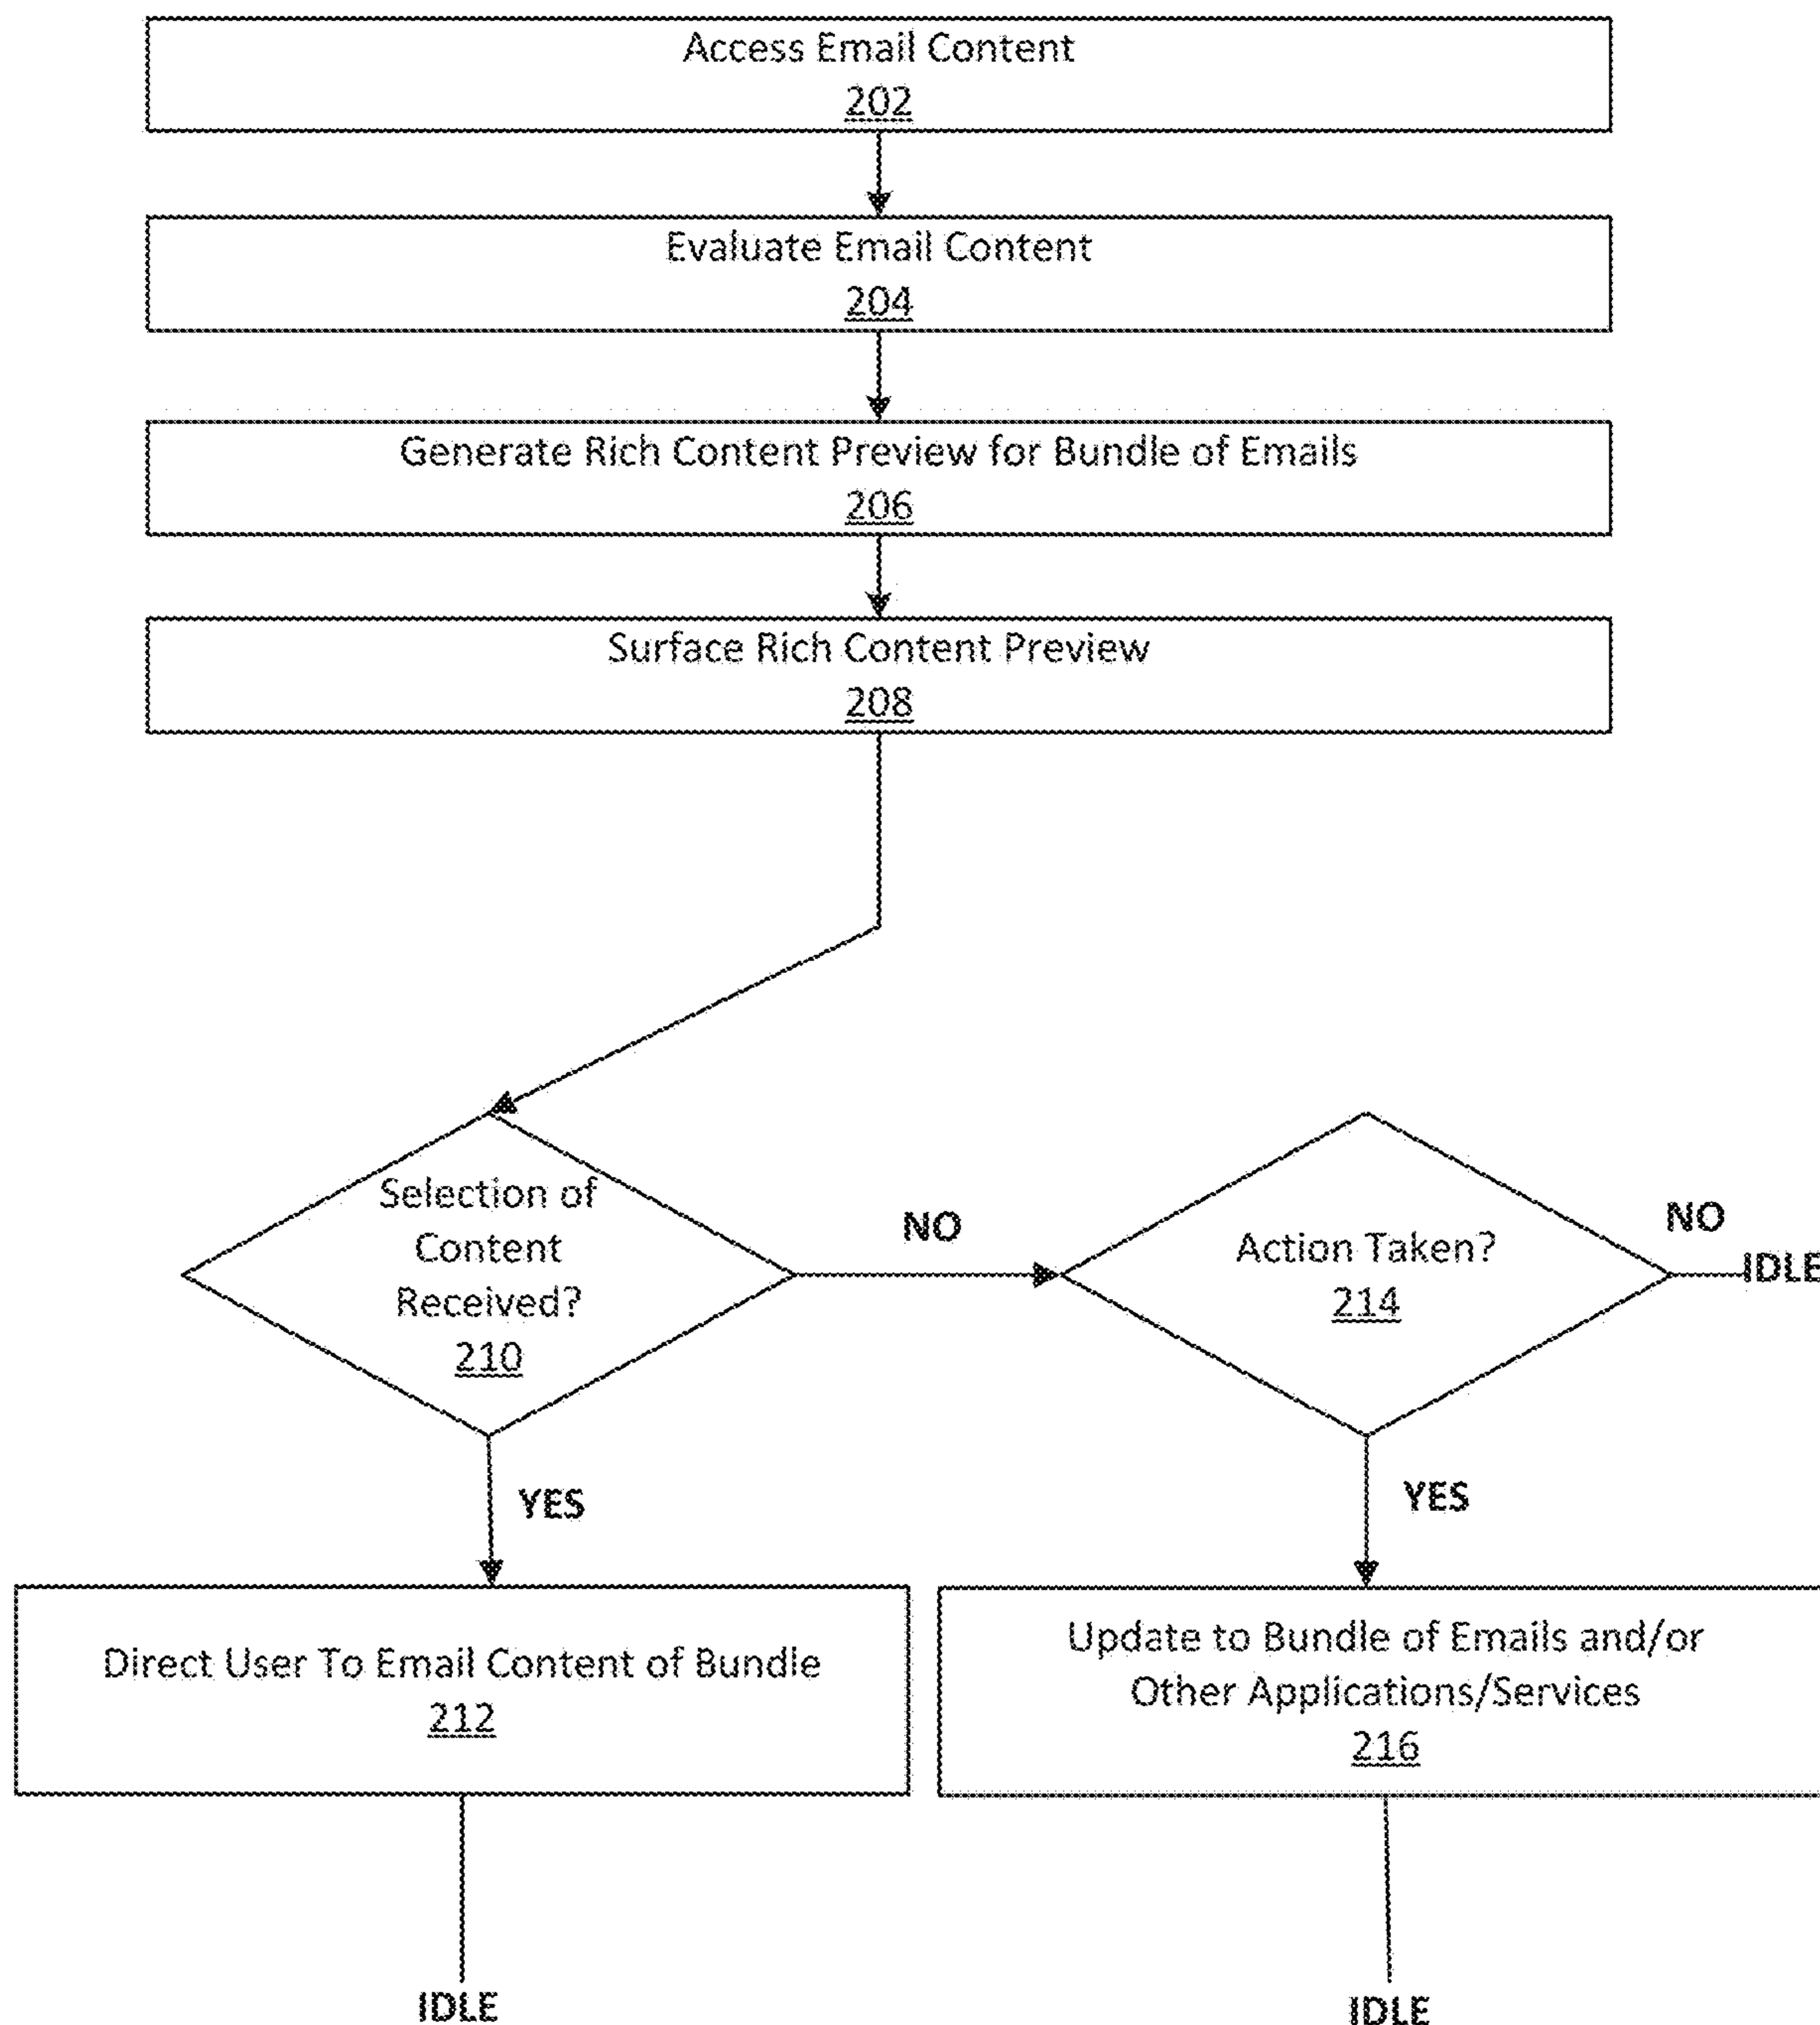 Access Email Content
202
Evaluate Email Content
204
Generate Rich Content Preview for Bundle of Emails
206
Surface Rich Content Preview
208
Selection of
Content
Received?
210
NO
Action Taken?
214
NO
IDLE
YES
YES
Direct User To Email Content of Bundle
212
Update to Bundle of Emails and/or
Other Applications/Services
216
IDLE
IDLE